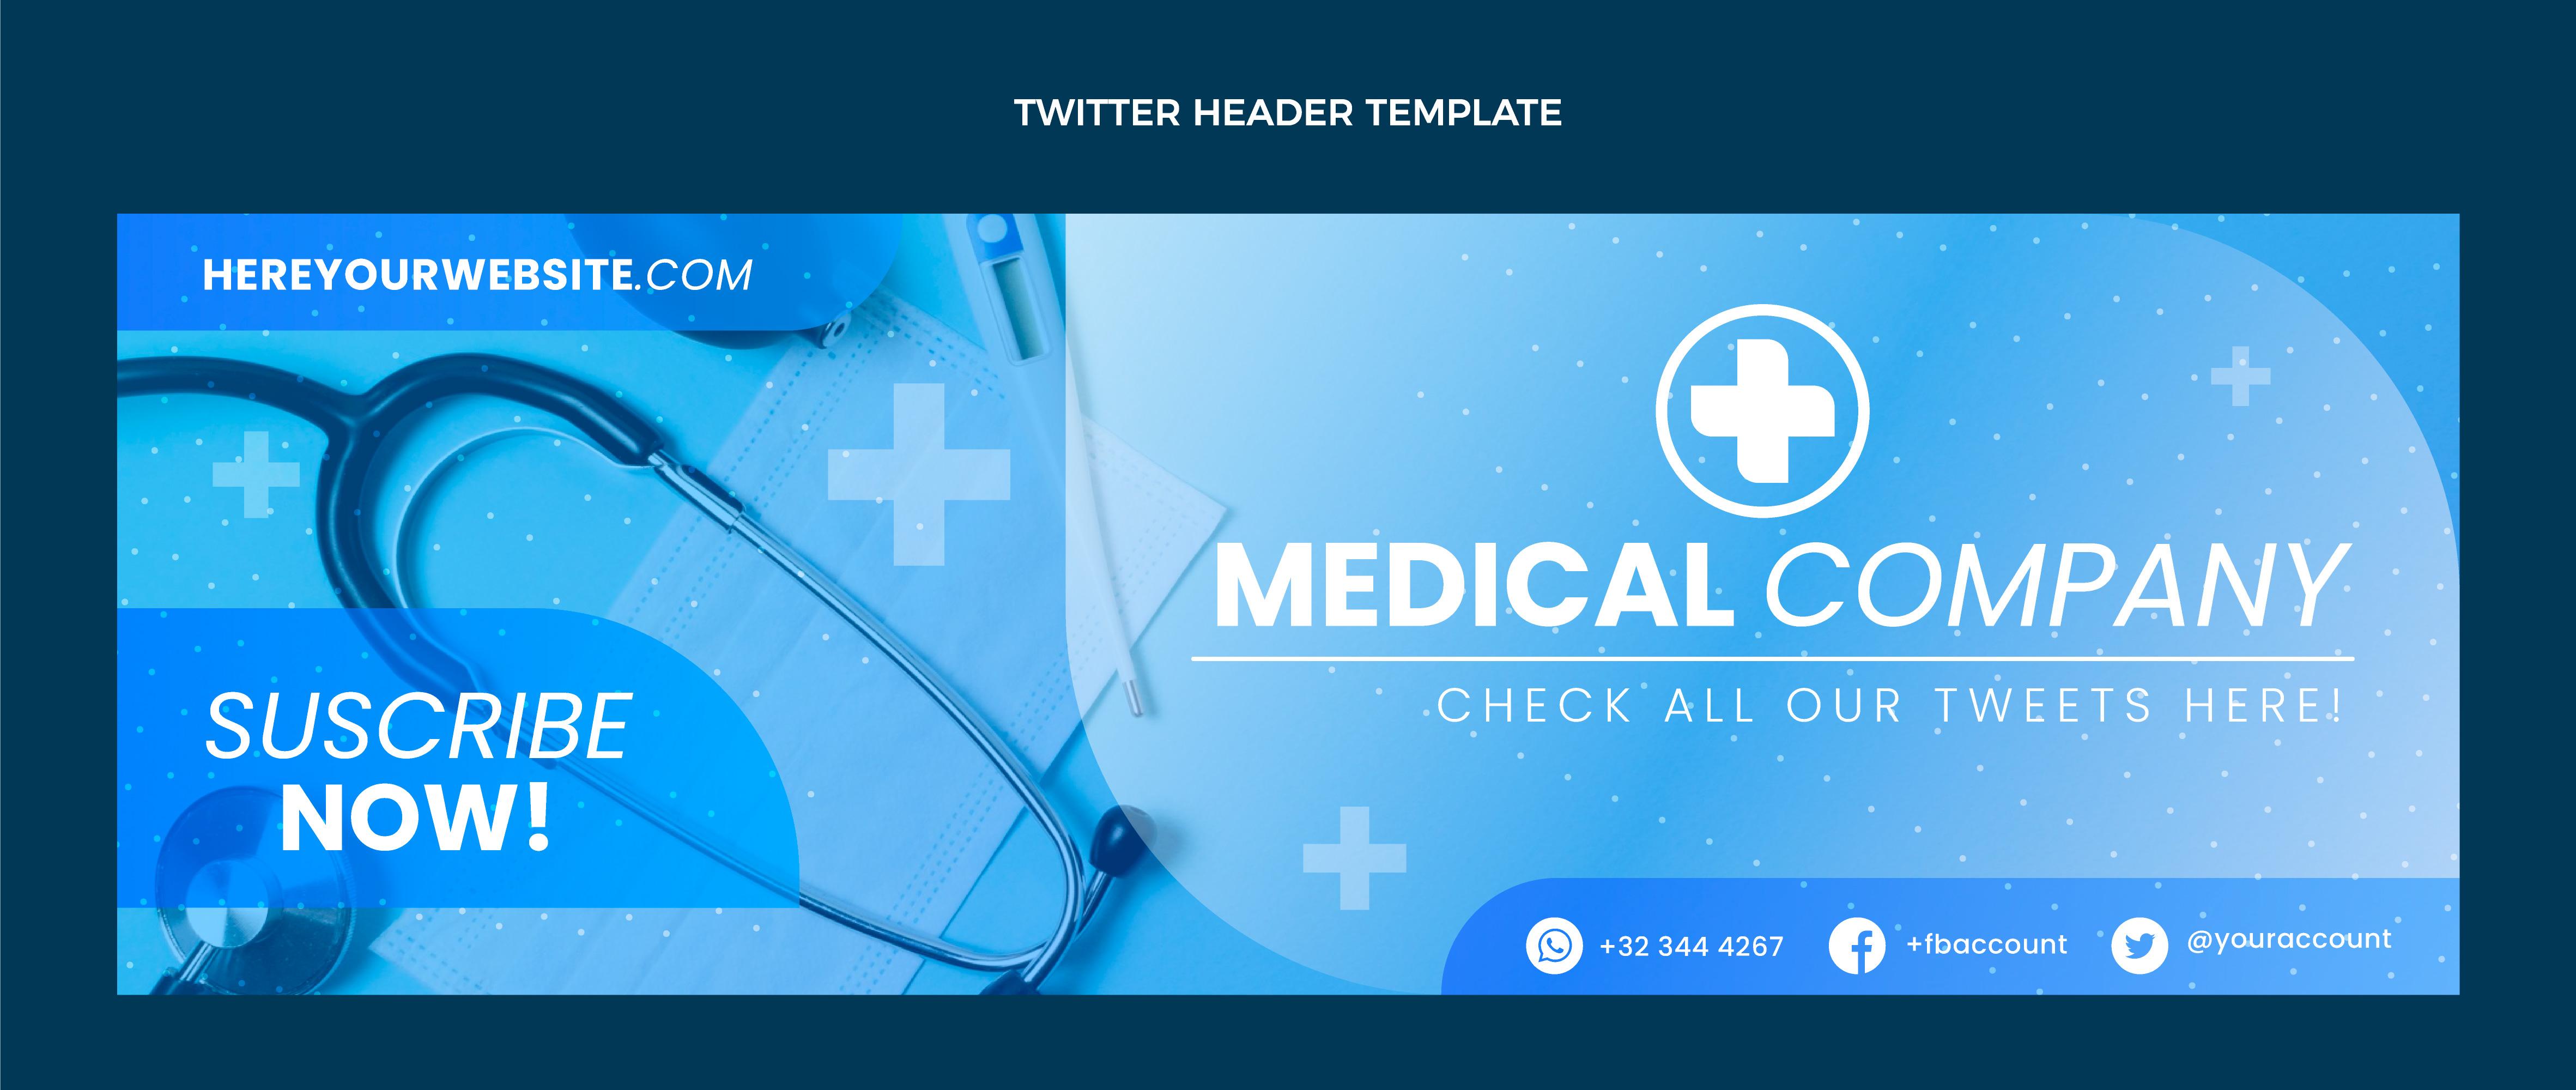 TWITTER HEADER TEMPLATE
HEREYOURWEBSITE.COM
SUSCRIBE
NOW!
MEDICAL COMPANY
CHECK ALL OUR TWEETS HERE!
+32 344 4267
+fbaccount
@youraccount